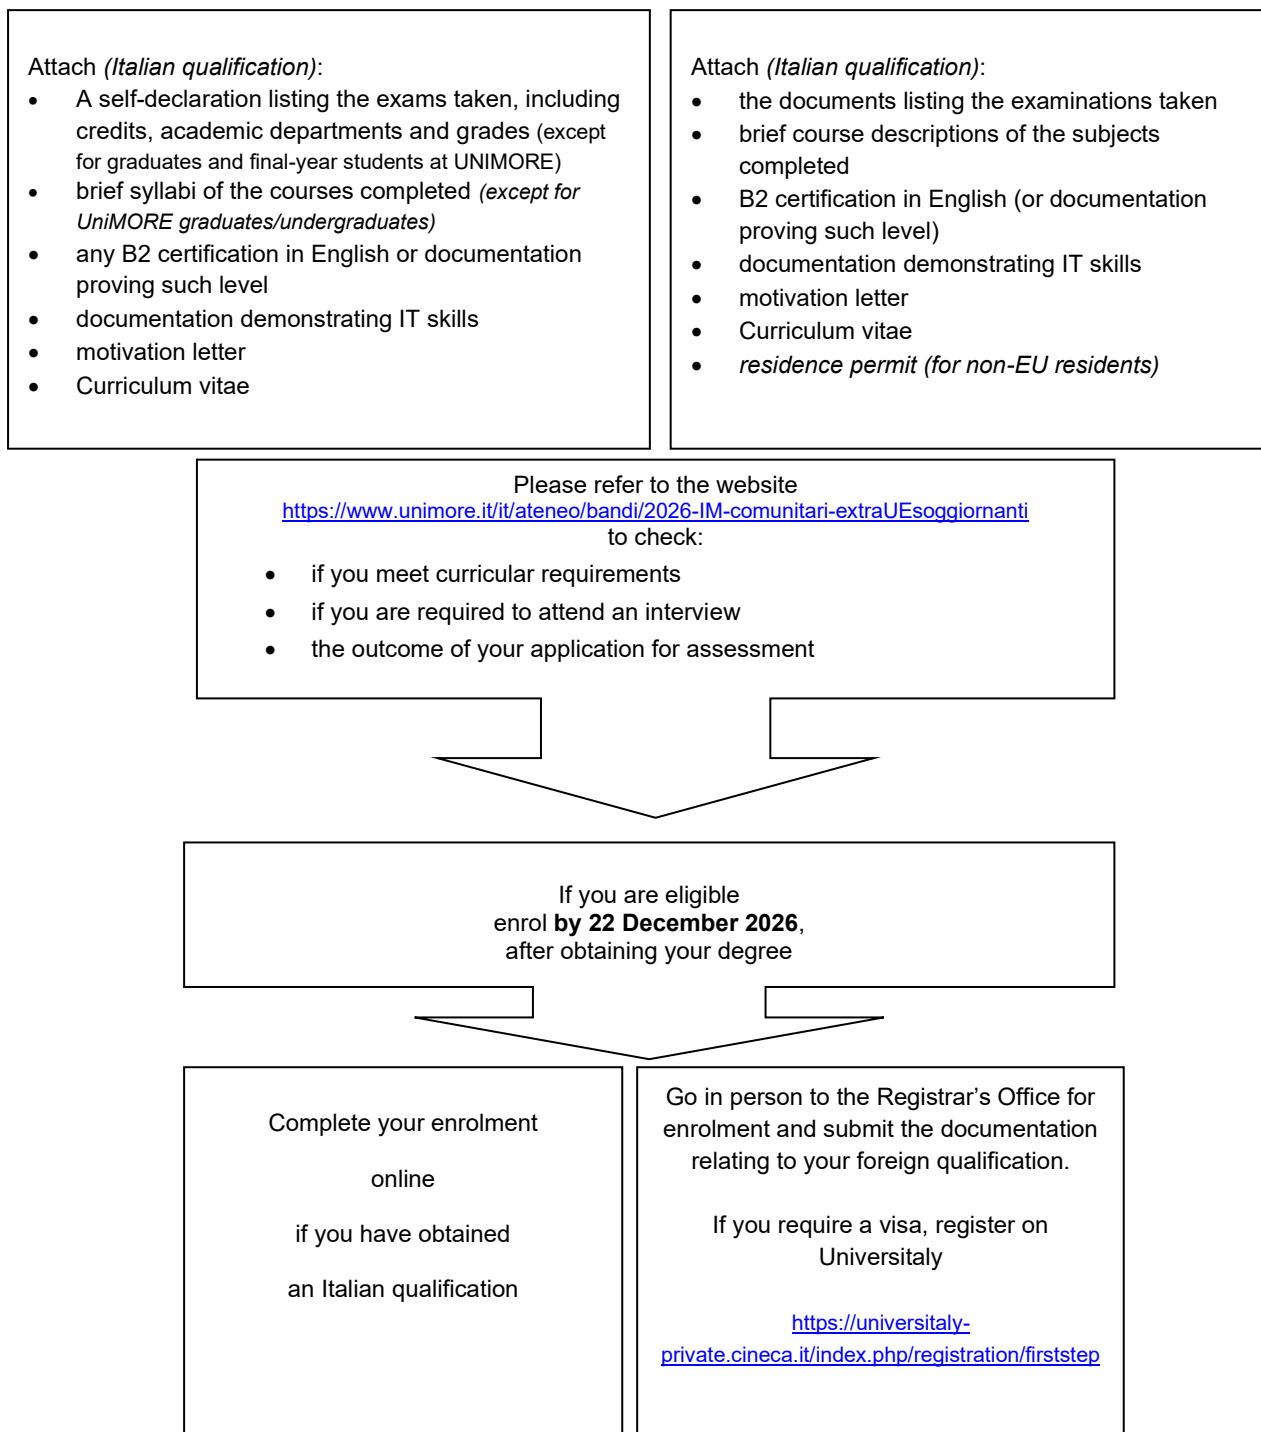 Attach (Italian qualification):
• A self-declaration listing the exams taken, including
credits, academic departments and grades (except
for graduates and final-year students at UNIMORE)
• brief syllabi of the courses completed (except for
UniMORE graduates/undergraduates)
• any B2 certification in English or documentation
proving such level
• documentation demonstrating IT skills
• motivation letter
• Curriculum vitae
Attach (Italian qualification):
• the documents listing the examinations taken
• brief course descriptions of the subjects
completed
• B2 certification in English (or documentation
proving such level)
• documentation demonstrating IT skills
• motivation letter
• Curriculum vitae
• residence permit (for non-EU residents)
Please refer to the website
https://www.unimore.it/it/ateneo/bandi/2026-IM-comunitari-extraUEsoggiornanti
to check:
• if you meet curricular requirements
• if you are required to attend an interview
• the outcome of your application for assessment
If you are eligible
enrol by 22 December 2026,
after obtaining your degree
Complete your enrolment
online
if you have obtained
an Italian qualification
Go in person to the Registrar’s Office for
enrolment and submit the documentation
relating to your foreign qualification.
If you require a visa, register on
Universitaly
https://universitaly-
private.cineca.it/index.php/registration/firststep